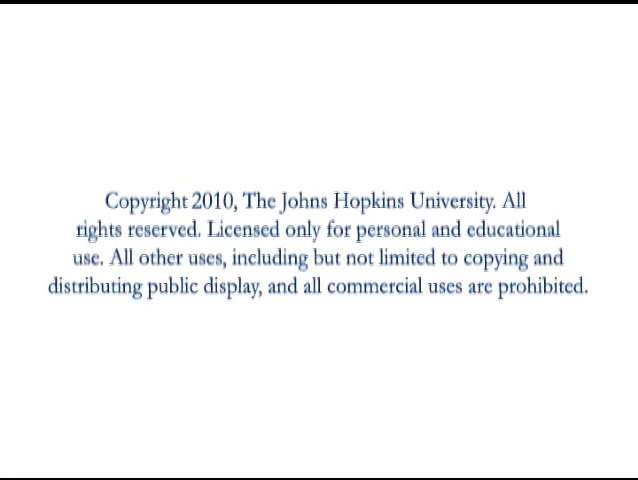 Copyright 2010, The Johns Hopkins University. All
rights reserved. Licensed only for personal and educational
use. All other uses, including but not limited to copying and
distributing public display, and all commercial uses are prohibited.